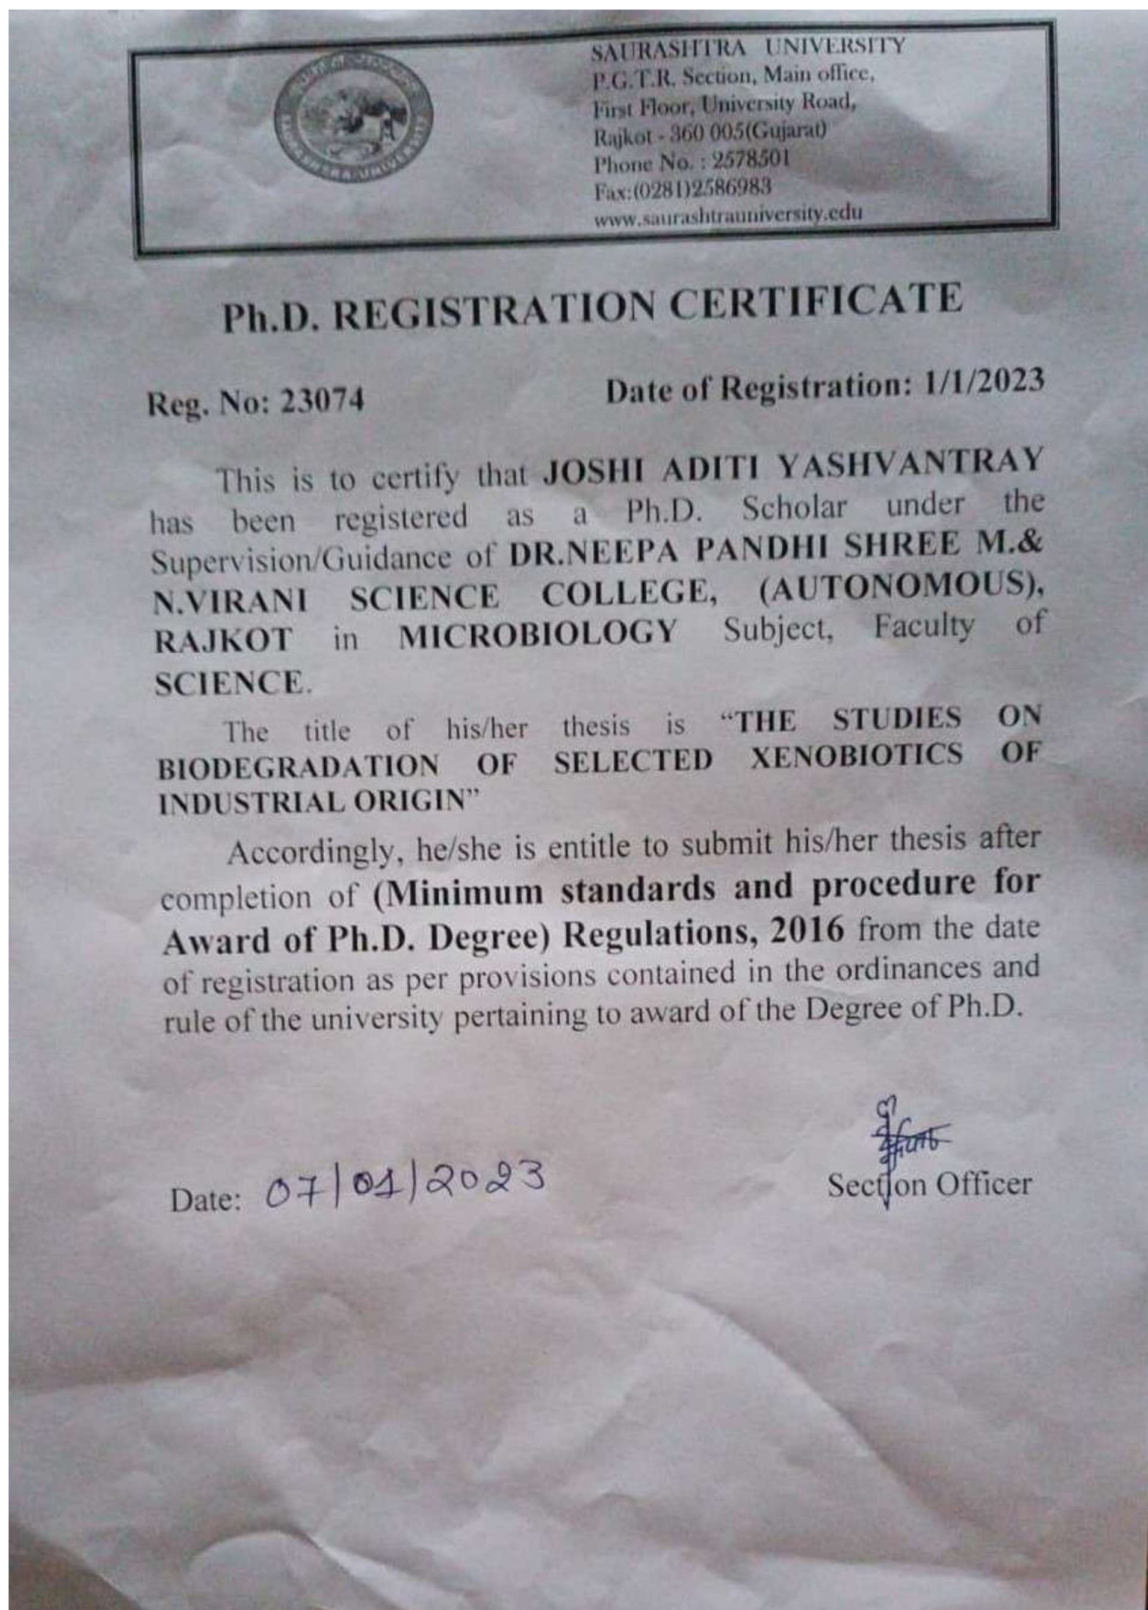 SAURASHTRA UNIVERSITY
P.G.T.R. Section, Main office,
First Floor, University Road,
Rajkot - 360 005(Gujarat)
Phone No. : 2578501
Fax:(0281)2586983
www.saurashtrauniversity.edu
SAURASHTRA UNIVERSITY
Ph.D. REGISTRATION CERTIFICATE
Reg. No: 23074 Date of Registration: 1/1/2023
This is to certify that JOSHI ADITI YASHVANTRAY
has been registered as a Ph.D. Scholar under the
Supervision/Guidance of DR.NEEPA PANDHI SHREE M.&
N.VIRANI SCIENCE COLLEGE, (AUTONOMOUS),
RAJKOT in MICROBIOLOGY Subject, Faculty of
SCIENCE.
The title of his/her thesis is “THE STUDIES ON
BIODEGRADATION OF SELECTED XENOBIOTICS OF
INDUSTRIAL ORIGIN”
Accordingly, he/she is entitle to submit his/her thesis after
completion of (Minimum standards and procedure for
Award of Ph.D. Degree) Regulations, 2016 from the date
of registration as per provisions contained in the ordinances and
rule of the university pertaining to award of the Degree of Ph.D.
Date: 07/01/2023
Section Officer